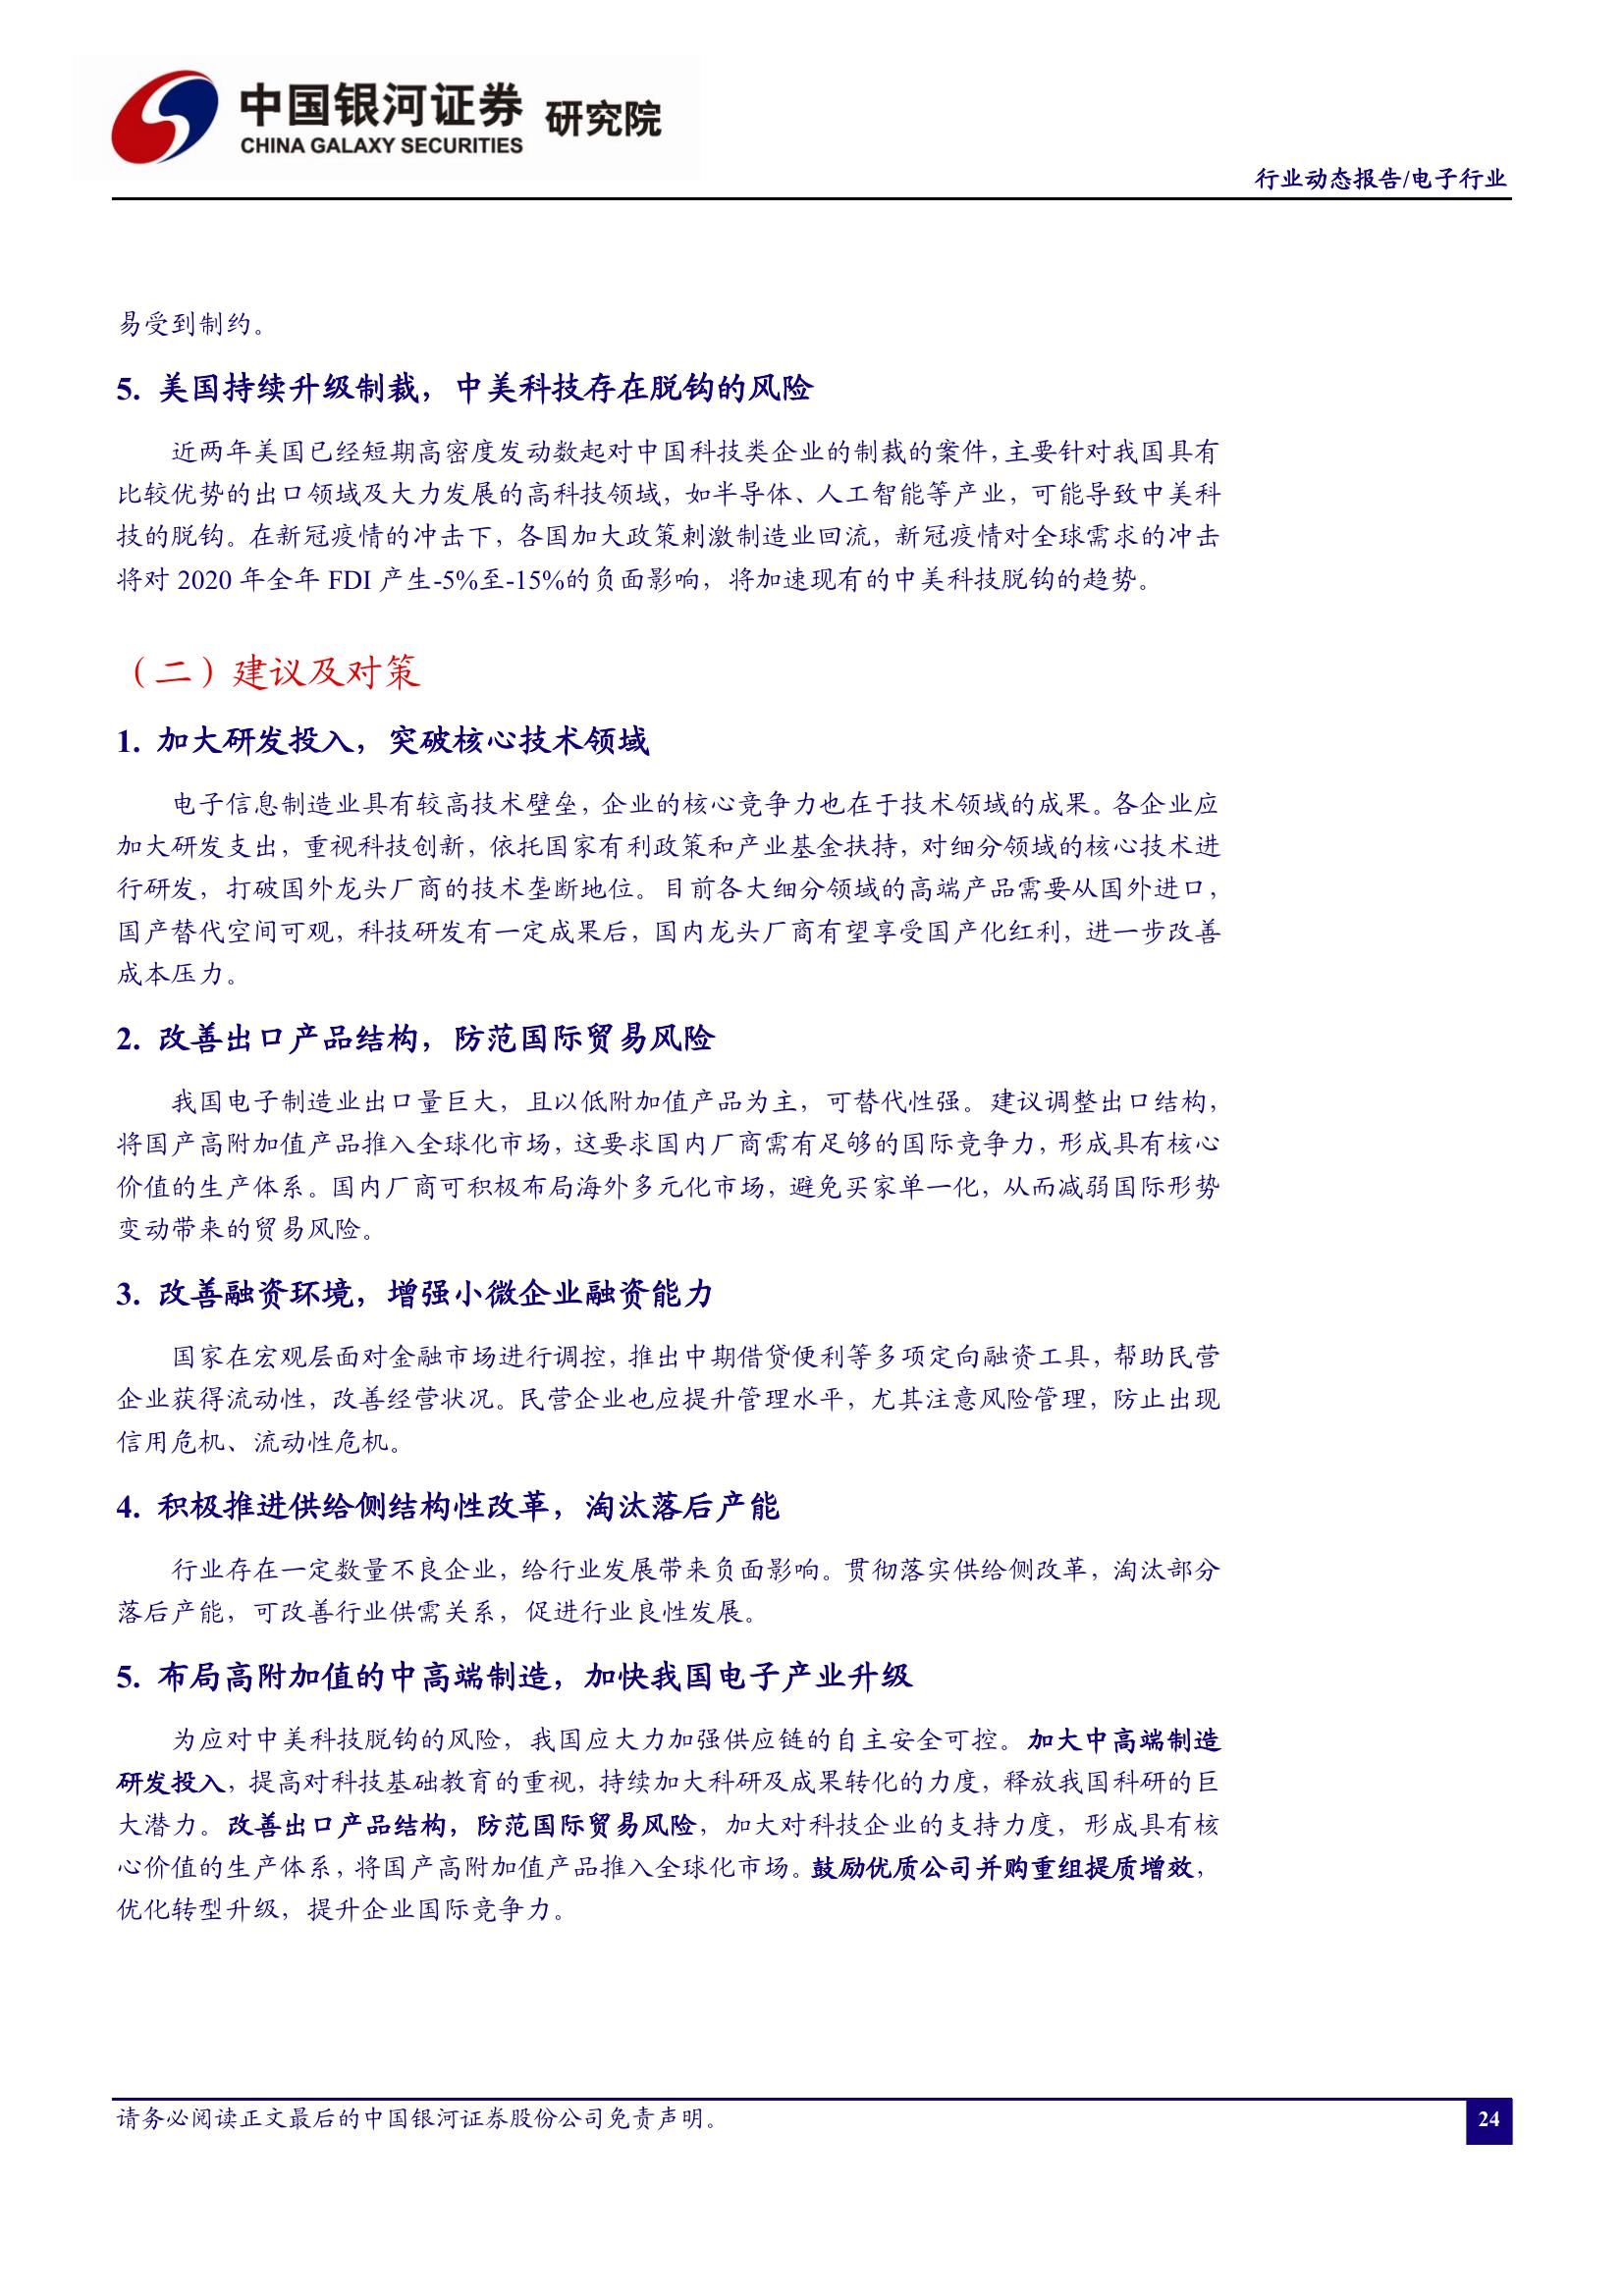 中国银河证券 研究院
CHINA GALAXY SECURITIES
行业动态报告/电子行业
易受到制约。
5. 美国持续升级制裁，中美科技存在脱钩的风险
近两年美国已经短期高密度发动数起对中国科技类企业的制裁的案件，主要针对我国具有
比较优势的出口领域及大力发展的高科技领域，如半导体、人工智能等产业，可能导致中美科
技的脱钩。在新冠疫情的冲击下，各国加大政策刺激制造业回流，新冠疫情对全球需求的冲击
将对 2020 年全年 FDI 产生-5%至-15%的负面影响，将加速现有的中美科技脱钩的趋势。
（二）建议及对策
1. 加大研发投入，突破核心技术领域
电子信息制造业具有较高技术壁垒，企业的核心竞争力也在于技术领域的成果。各企业应
加大研发支出，重视科技创新，依托国家有利政策和产业基金扶持，对细分领域的核心技术进
行研发，打破国外龙头厂商的技术垄断地位。目前各大细分领域的高端产品需要从国外进口，
国产替代空间可观，科技研发有一定成果后，国内龙头厂商有望享受国产化红利，进一步改善
成本压力。
2. 改善出口产品结构，防范国际贸易风险
我国电子制造业出口量巨大，且以低附加值产品为主，可替代性强。建议调整出口结构，
将国产高附加值产品推入全球化市场，这要求国内厂商需有足够的国际竞争力，形成具有核心
价值的生产体系。国内厂商可积极布局海外多元化市场，避免买家单一化，从而减弱国际形势
变动带来的贸易风险。
3. 改善融资环境，增强小微企业融资能力
国家在宏观层面对金融市场进行调控，推出中期借贷便利等多项定向融资工具，帮助民营
企业获得流动性，改善经营状况。民营企业也应提升管理水平，尤其注意风险管理，防止出现
信用危机、流动性危机。
4. 积极推进供给侧结构性改革，淘汰落后产能
行业存在一定数量不良企业，给行业发展带来负面影响。贯彻落实供给侧改革，淘汰部分
落后产能，可改善行业供需关系，促进行业良性发展。
5. 布局高附加值的中高端制造，加快我国电子产业升级
为应对中美科技脱钩的风险，我国应大力加强供应链的自主安全可控。加大中高端制造
研发投入，提高对科技基础教育的重视，持续加大科研及成果转化的力度，释放我国科研的巨
大潜力。改善出口产品结构，防范国际贸易风险，加大对科技企业的支持力度，形成具有核
心价值的生产体系，将国产高附加值产品推入全球化市场。鼓励优质公司并购重组提质增效，
优化转型升级，提升企业国际竞争力。
请务必阅读正文最后的中国银河证券股份公司免责声明。
24